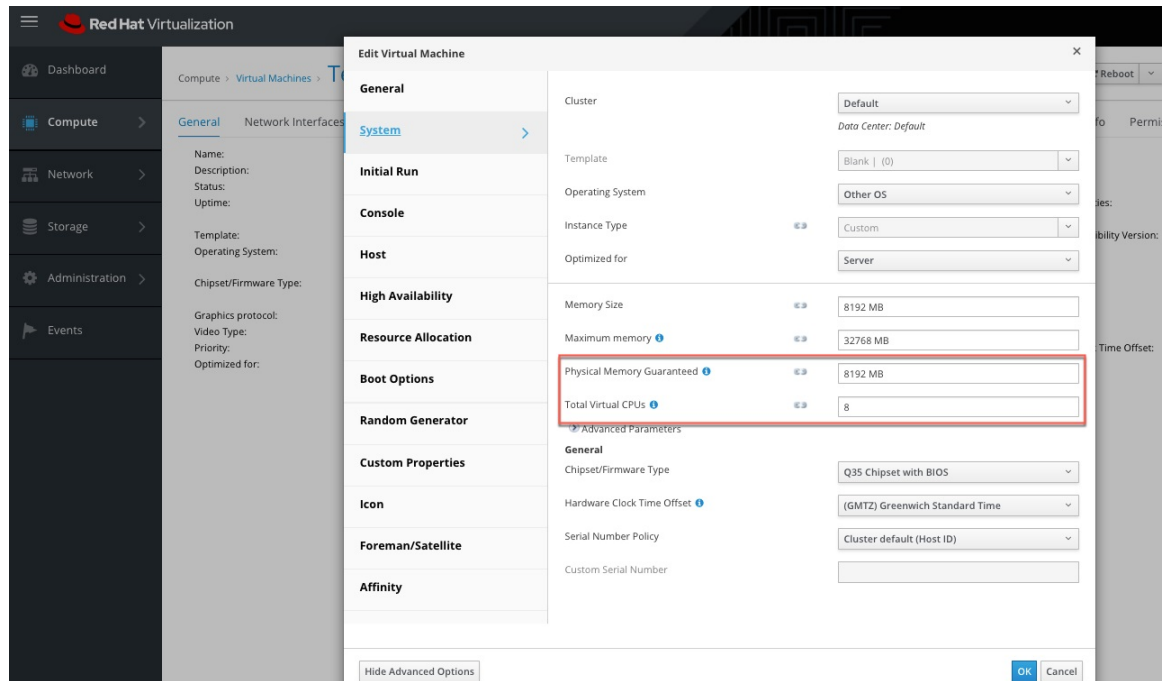 Red Hat Virtualization
Dashboard
Compute
Network
Storage
Administration
Events
Compute > Virtual Machines >
Reboot
General Network Interfaces
Name:
Description:
Status:
Uptime:
Template:
Operating System:
Chipset/Firmware Type:
Graphics protocol:
Video Type:
Priority:
Optimized for:
Time Offset:
Edit Virtual Machine
General
System
Initial Run
Console
Host
High Availability
Resource Allocation
Boot Options
Random Generator
Custom Properties
Icon
Foreman/Satellite
Affinity
Cluster Default
Data Center: Default
Template Blank | (0)
Operating System Other OS
Instance Type Custom
Optimized for Server
Memory Size 8192 MB
Maximum memory 32768 MB
Physical Memory Guaranteed 8192 MB
Total Virtual CPUs 8
Advanced Parameters
General
Chipset/Firmware Type Q35 Chipset with BIOS
Hardware Clock Time Offset (GMTZ) Greenwich Standard Time
Serial Number Policy Cluster default (Host ID)
Custom Serial Number
Hide Advanced Options
OK Cancel